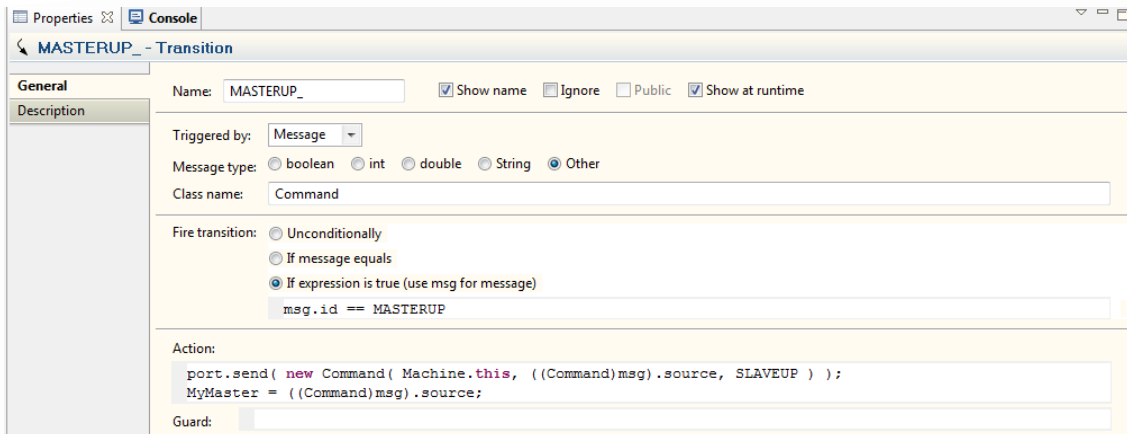 Properties Console
MASTERUP_ - Transition
General
Description
Name: MASTERUP_ Show name Ignore Public Show at runtime
Triggered by: Message
Message type: boolean int double String Other
Class name: Command
Fire transition: Unconditionally
If message equals
If expression is true (use msg for message)
msg.id == MASTERUP
Action:
port.send( new Command( Machine.this, ((Command)msg).source, SLAVEUP ) );
MyMaster = ((Command)msg).source;
Guard: